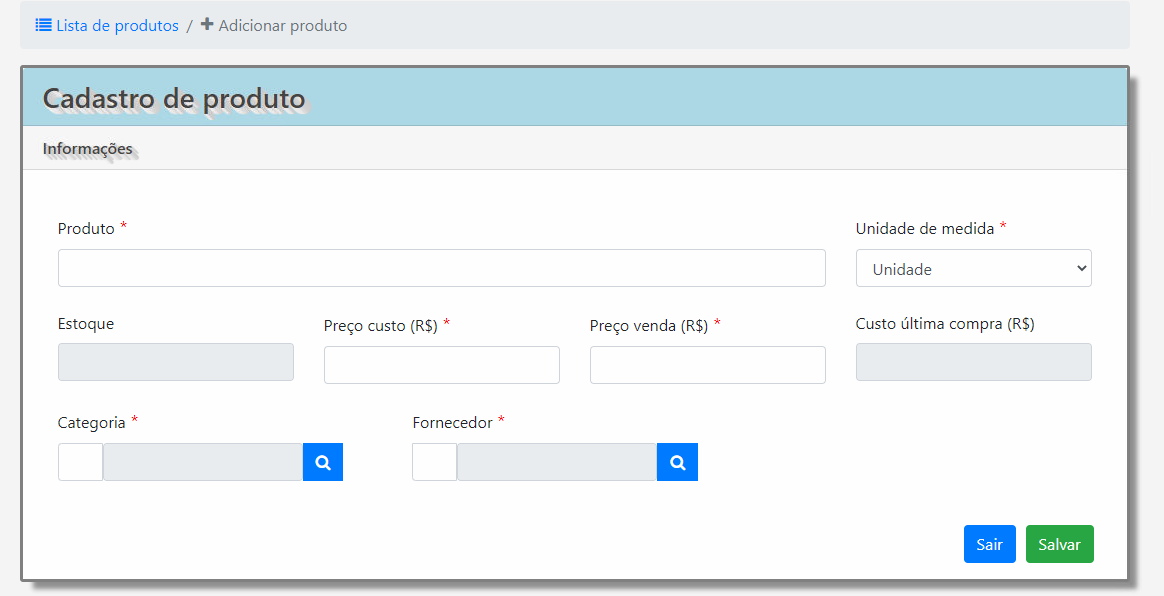 Lista de produtos / + Adicionar produto
Cadastro de produto
Informações
Produto * Unidade de medida *
Unidade
Estoque Preço custo (R$) * Preço venda (R$) * Custo última compra (R$)
Categoria * Fornecedor *
Sair Salvar